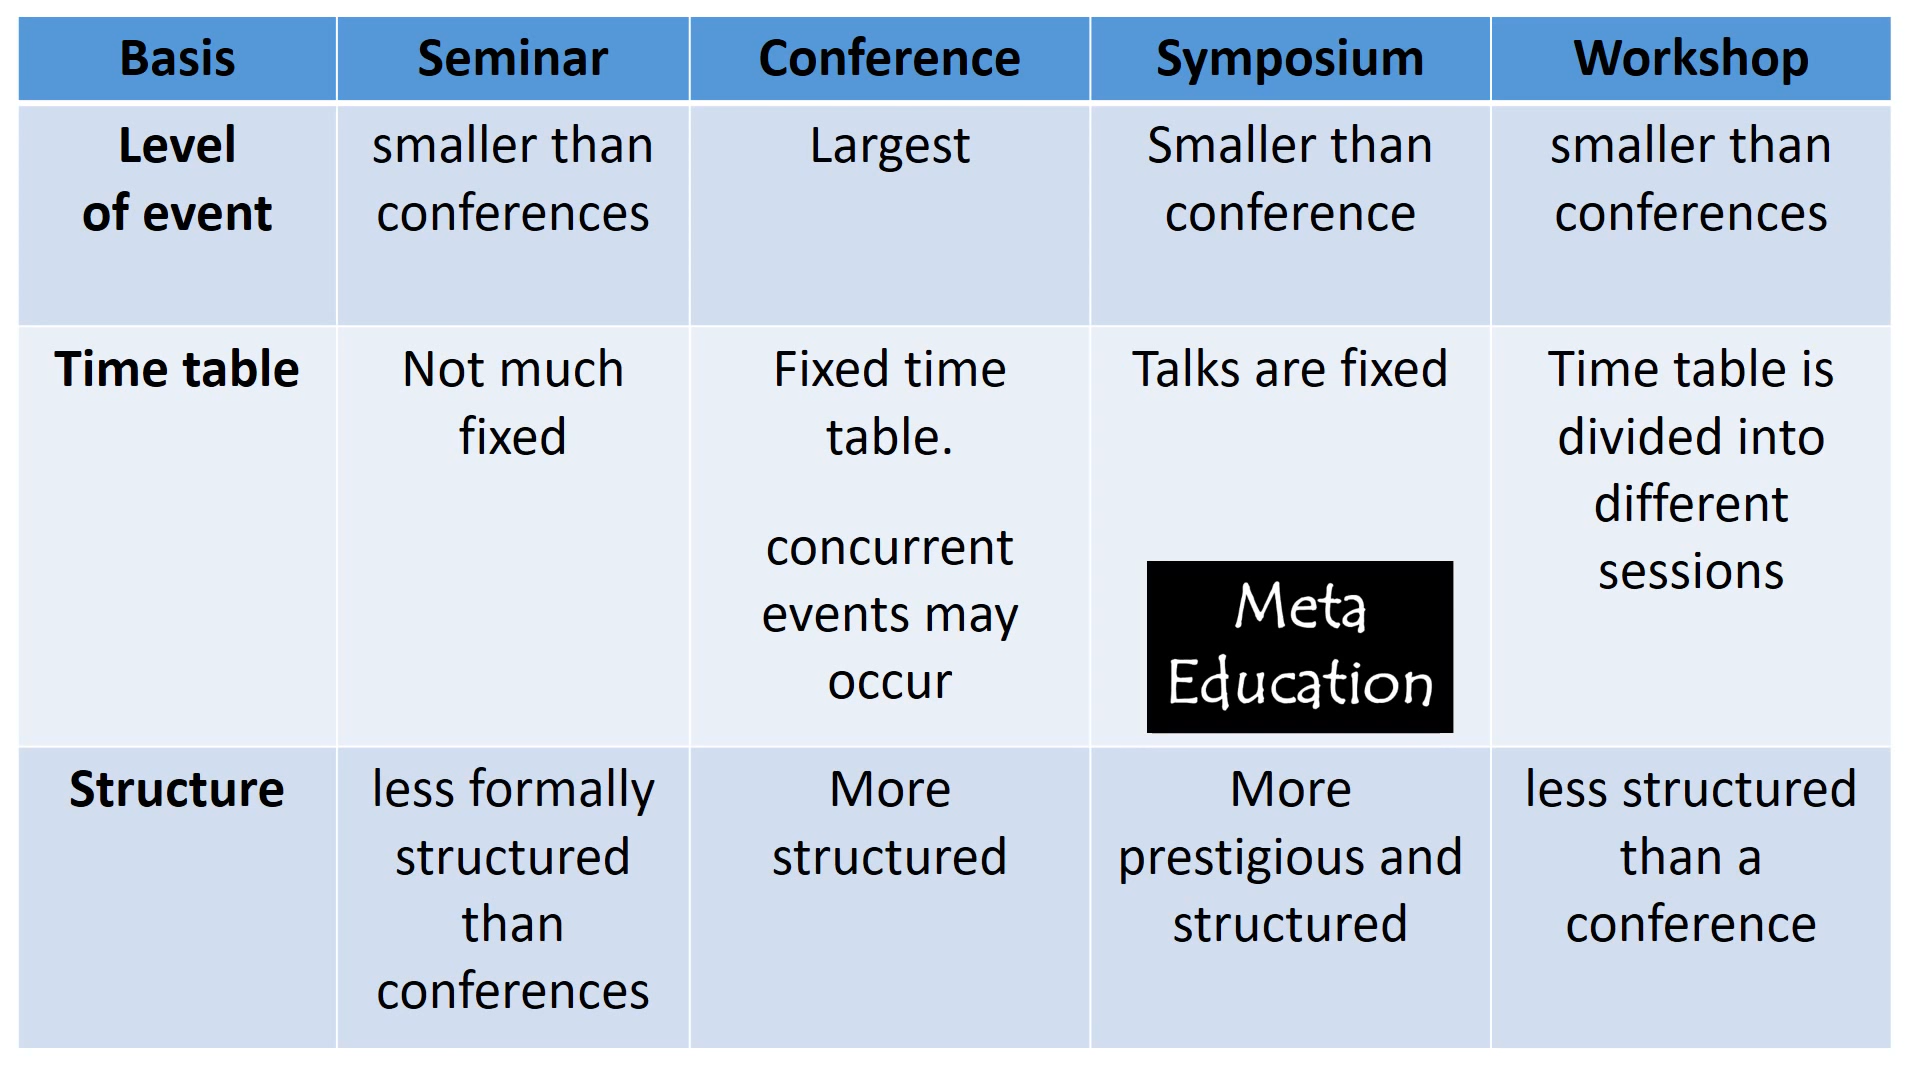 Basis
Seminar
Conference
Symposium
Workshop
Level
of event
smaller than
conferences
Largest
Smaller than
conference
smaller than
conferences
Time table
Not much
fixed
Fixed time
table.
concurrent
events may
occur
Talks are fixed
Meta
Education
Time table is
divided into
different
sessions
Structure
less formally
structured
than
conferences
More
structured
More
prestigious and
structured
less structured
than a
conference